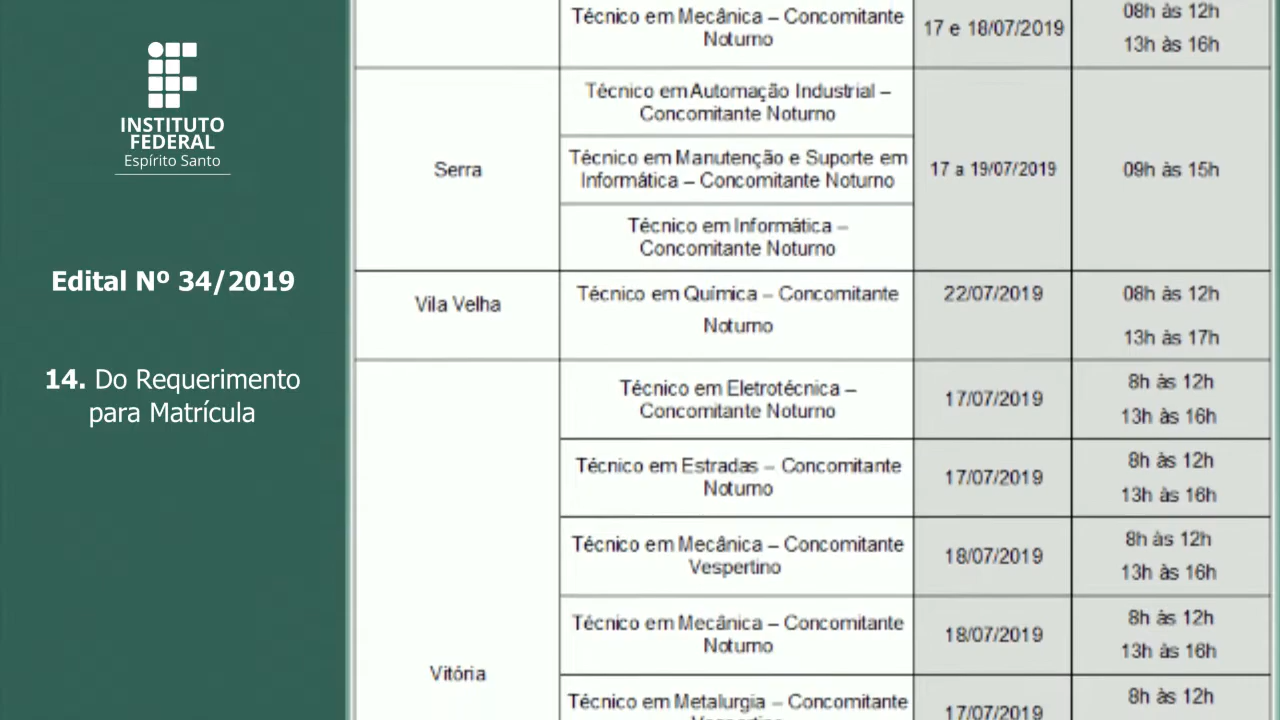 INSTITUTO
FEDERAL
Espírito Santo
Edital Nº 34/2019
14. Do Requerimento
para Matrícula
Técnico em Mecânica – Concomitante
Noturno
17 e 18/07/2019
08h às 12h
13h às 16h
Serra
Técnico em Automação Industrial –
Concomitante Noturno
Técnico em Manutenção e Suporte em
Informática – Concomitante Noturno
Técnico em Informática –
Concomitante Noturno
17 a 19/07/2019
09h às 15h
Vila Velha
Técnico em Química – Concomitante
Noturno
22/07/2019
08h às 12h
13h às 17h
Vitória
Técnico em Eletrotécnica –
Concomitante Noturno
17/07/2019
8h às 12h
13h às 16h
Técnico em Estradas – Concomitante
Noturno
17/07/2019
8h às 12h
13h às 16h
Técnico em Mecânica – Concomitante
Vespertino
18/07/2019
8h às 12h
13h às 16h
Técnico em Mecânica – Concomitante
Noturno
18/07/2019
8h às 12h
13h às 16h
Técnico em Metalurgia – Concomitante
Vespertino
17/07/2019
8h às 12h